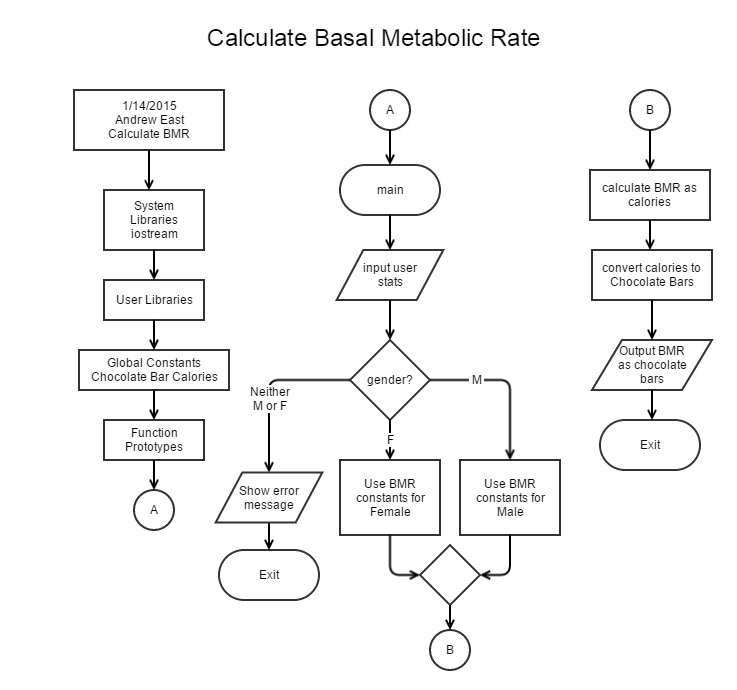 Calculate Basal Metabolic Rate
1/14/2015
Andrew East
Calculate BMR
System
Libraries
iostream
User Libraries
Global Constants
Chocolate Bar Calories
Function
Prototypes
A
A
main
input user
stats
gender?
Neither
M or F
M
F
Show error
message
Exit
Use BMR
constants for
Female
Use BMR
constants for
Male
B
B
calculate BMR as
calories
convert calories to
Chocolate Bars
Output BMR
as chocolate
bars
Exit